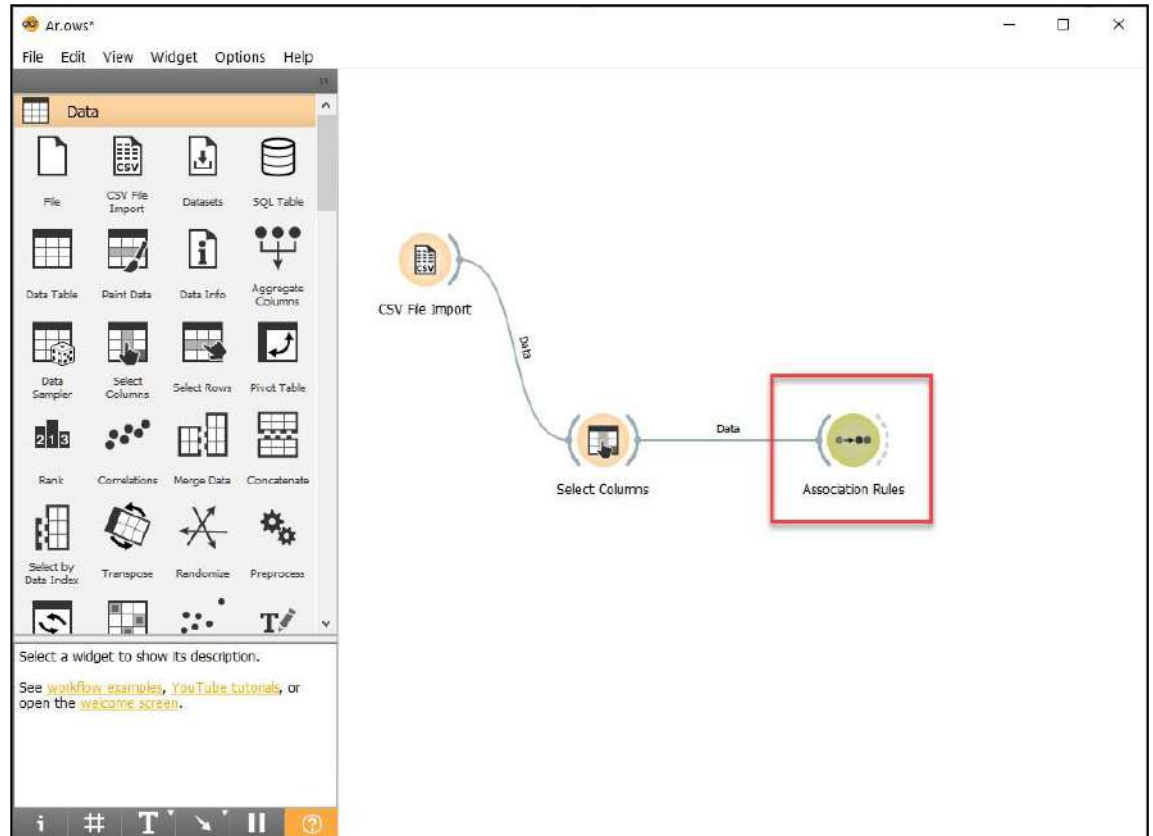 Ar.ows*
File Edit View Widget Options Help
Data
File
CSV File
Import
Datasets
SQL Table
Data Table
Paint Data
Data Info
Aggregate
Columns
Data
Sampler
Select
Columns
Select Rows
Pivot Table
Rank
Correlations
Merge Data
Concatenate
Select by
Data Index
Transpose
Randomize
Preprocess
Select a widget to show its description.
See workflow examples, YouTube tutorials, or
open the welcome screen.
CSV File Import
Data
Select Columns
Data
Association Rules